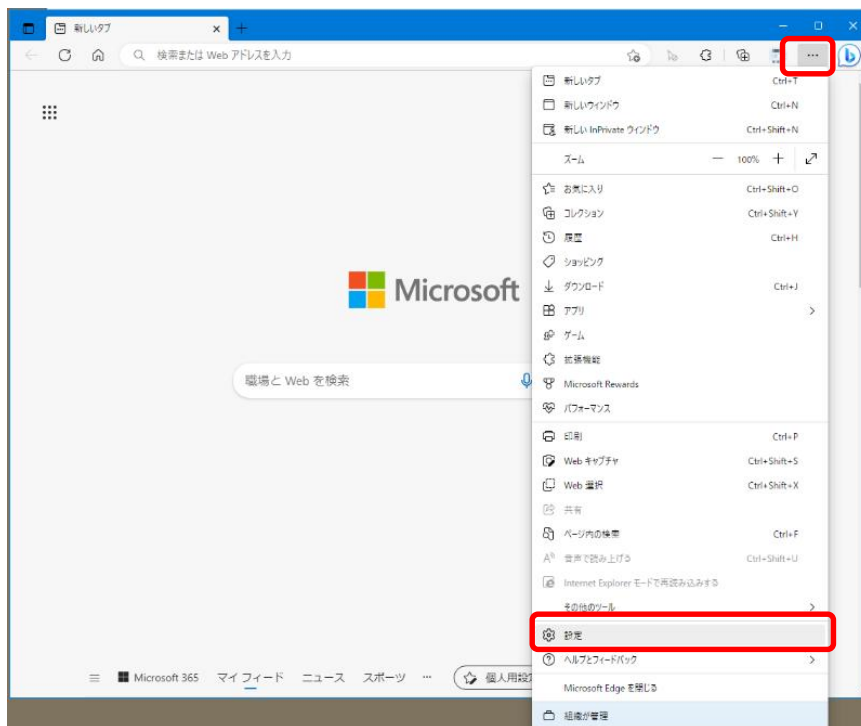 新しいタブ
検索または Web アドレスを入力
新しいタブ Ctrl+T
新しいウィンドウ Ctrl+N
新しい InPrivate ウィンドウ Ctrl+Shift+N
ズーム 100%
お気に入り Ctrl+Shift+O
コレクション Ctrl+Shift+Y
履歴 Ctrl+H
ショッピング
ダウンロード Ctrl+J
アプリ
ゲーム
拡張機能
Microsoft Rewards
パフォーマンス
印刷 Ctrl+P
Web キャプチャ Ctrl+Shift+S
Web 選択 Ctrl+Shift+X
共有
ページ内の検索 Ctrl+F
音声で読み上げる Ctrl+Shift+U
Internet Explorer モードで再読み込みする
その他のツール
設定
ヘルプとフィードバック
Microsoft Edge を閉じる
組織が管理
Microsoft
職場と Web を検索
Microsoft 365 マイ フィード ニュース スポーツ … 個人用設定